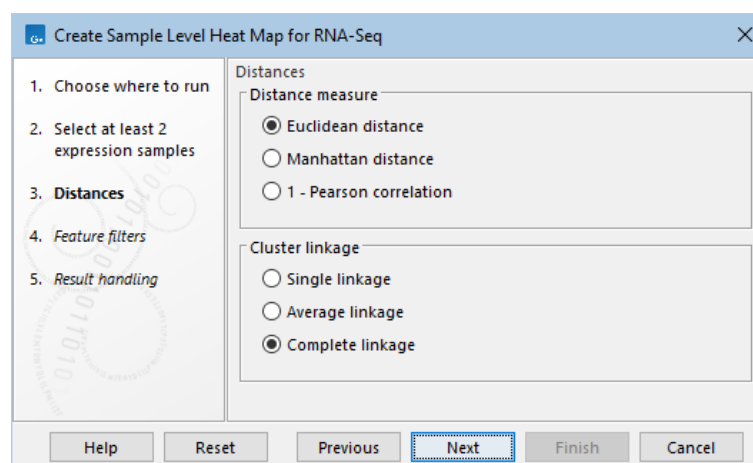 Create Sample Level Heat Map for RNA-Seq
1. Choose where to run
2. Select at least 2
expression samples
3. Distances
4. Feature filters
5. Result handling
Distances
Distance measure
Euclidean distance
Manhattan distance
1 - Pearson correlation
Cluster linkage
Single linkage
Average linkage
Complete linkage
Help
Reset
Previous
Next
Finish
Cancel